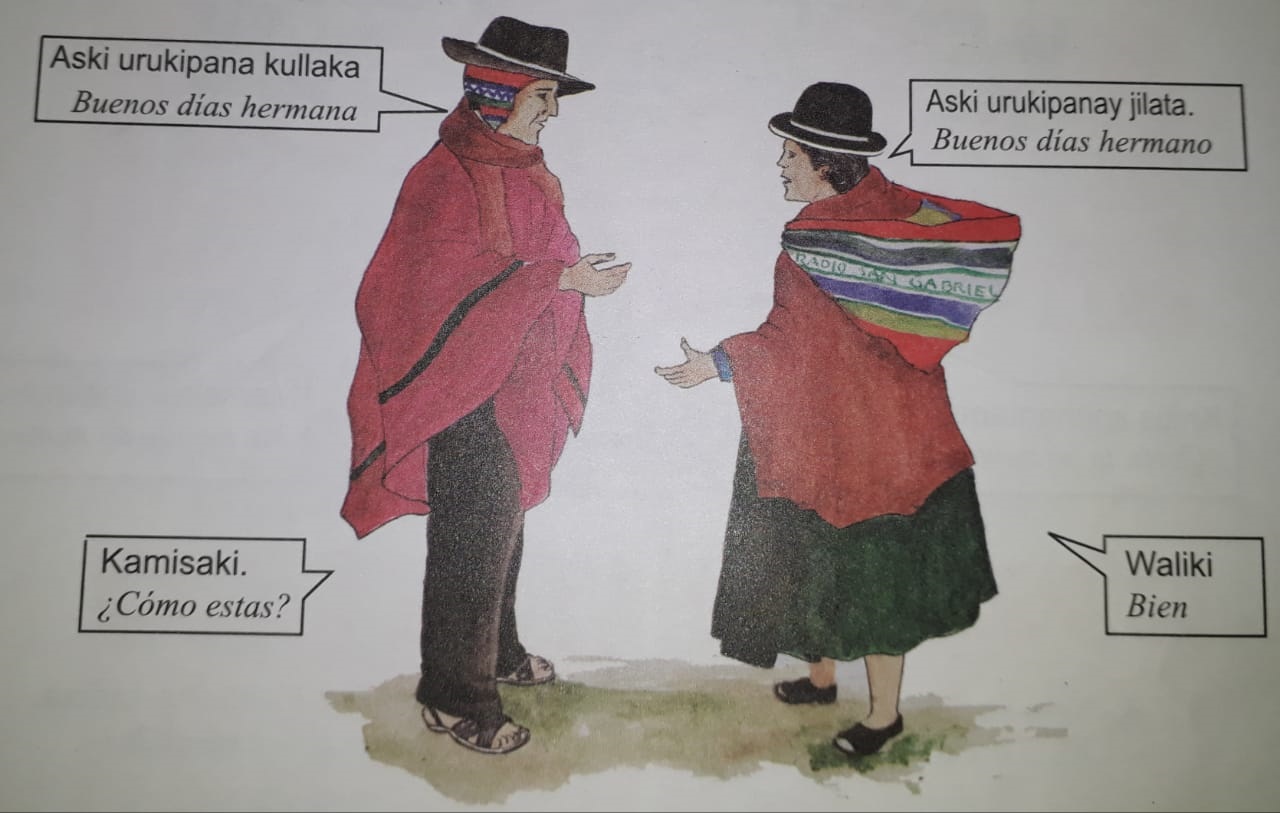 Aski urukipana kullaka
Buenos días hermana
Aski urukipanay jilata.
Buenos días hermano
RADIO SAN GABRIEL
Kamisaki.
¿Cómo estas?
Waliki
Bien